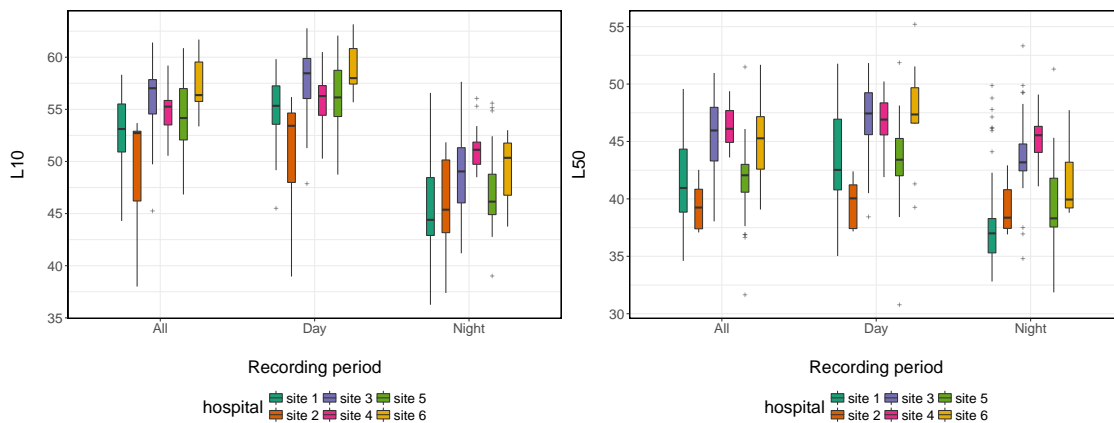 L10
60
55
50
45
40
35
All Day Night
Recording period
hospital
site 1 site 3 site 5
site 2 site 4 site 6
L50
55
50
45
40
35
30
All Day Night
Recording period
hospital
site 1 site 3 site 5
site 2 site 4 site 6